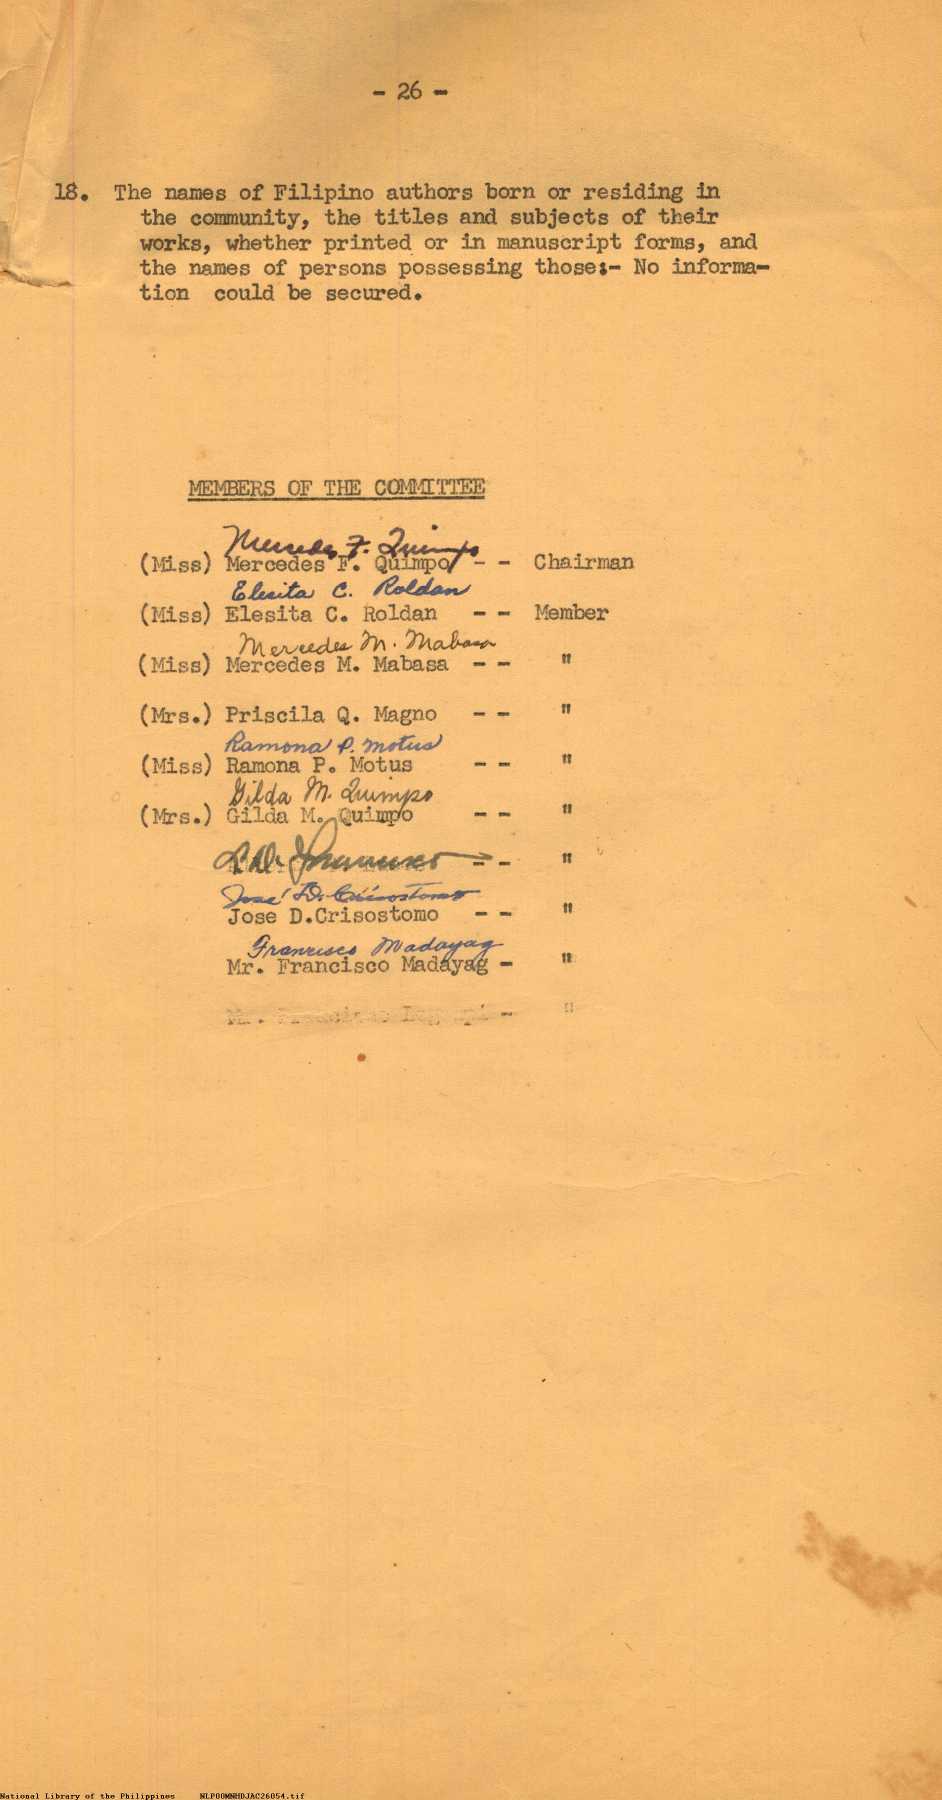 - 26 -
18. The names of Filipino authors born or residing in
the community, the titles and subjects of their
works, whether printed or in manuscript forms, and
the names of persons possessing those:- No informa-
tion could be secured.
MEMBERS OF THE COMMITTEE
Mercedes F. Quimpo
(Miss) Mercedes F. Quimpo - - Chairman
Elesita C. Roldan
(Miss) Elesita C. Roldan - - Member
Mercedes M. Mabasa
(Miss) Mercedes M. Mabasa - - "
(Mrs.) Priscila Q. Magno - - "
Ramona P. Motus
(Miss) Ramona P. Motus - - "
Gilda M. Quimpo
(Mrs.) Gilda M. Quimpo - - "
- - "
José D. Crisostomo
Jose D.Crisostomo - - "
Francisco Madayag
Mr. Francisco Madayag - "
Mr. - "
National Library of the Philippines NLP00MNHDJAC26054.tif